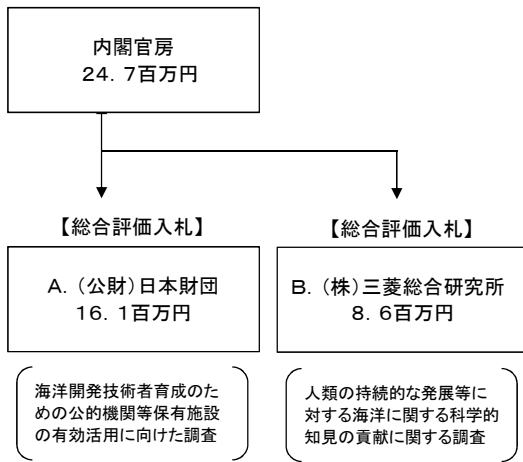 内閣官房
24．7百万円
【総合評価入札】
A．（公財）日本財団
16．1百万円
海洋開発技術者育成のた
めの公的機関等保有施設
の有効活用に向けた調査
【総合評価入札】
B．（株）三菱総合研究所
8．6百万円
人類の持続的な発展等に
対する海洋に関する科学的
知見の貢献に関する調査